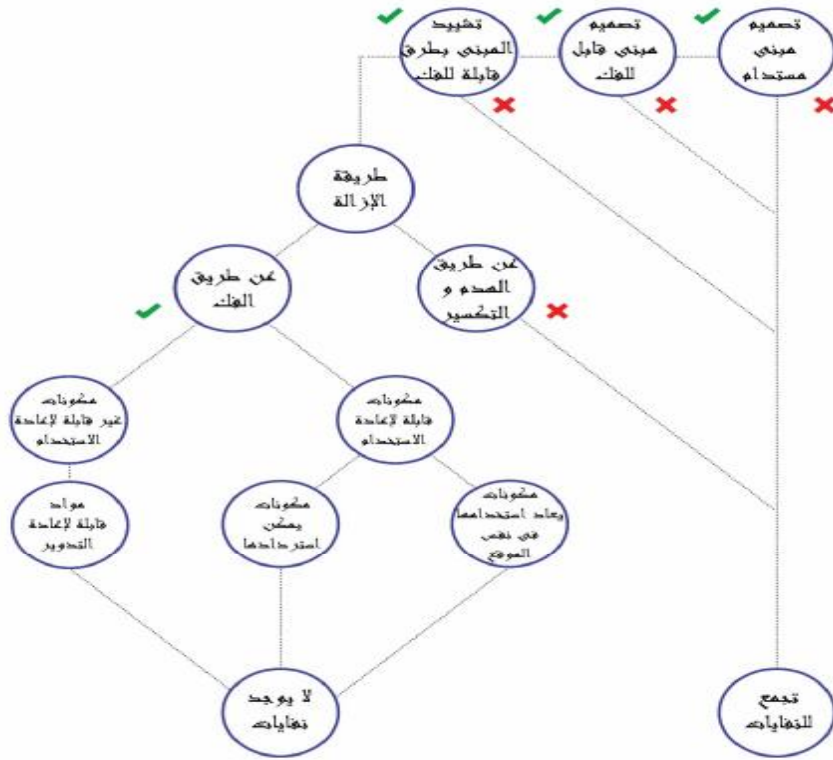 تصميم
مبنى
مستدام
تصميم
مبنى قابل
للفك
تشييد
المبنى بطرق
قابلة للفك
طريقة
الإزالة
عن طريق
الهدم و
التكسير
عن طريق
الفك
مكونات
قابلة لإعادة
الاستخدام
مكونات
غير قابلة لإعادة
الاستخدام
مكونات
يعاد استخدامها
فى نفس
الموقع
مكونات
يمكن
استردادها
مواد
قابلة لإعادة
التدوير
تجمع
للنفايات
لا يوجد
نفايات